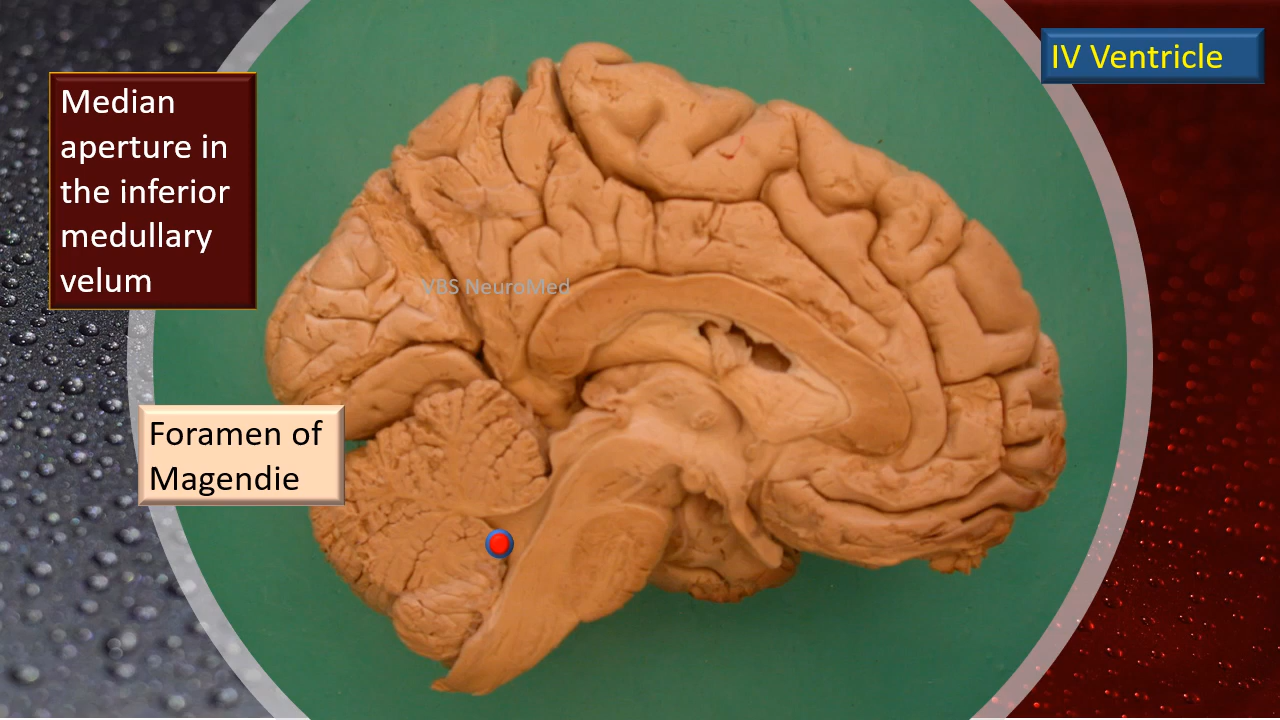 IV Ventricle
Median
aperture in
the inferior
medullary
velum
VBS NeuroMed
Foramen of
Magendie